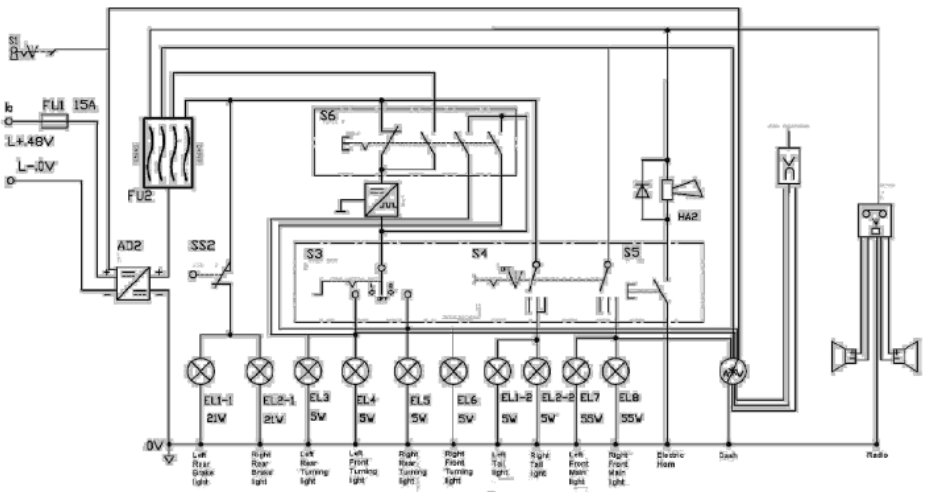 S1
FU1 15A
L+.48V
L-.0V
FU2
S6
HA2
AD2
SS2
S3
S4
S5
EL1-1
21W
EL2-1
21W
EL3
5W
EL4
5W
EL5
5W
EL6
5W
EL1-2
5W
EL2-2
5W
EL7
55W
EL8
55W
0V
Left
Rear
Brake
light
Right
Rear
Brake
light
Left
Rear
Turning
light
Left
Front
Turning
light
Right
Rear
Turning
light
Right
Front
Turning
light
Left
Tail
light
Right
Tail
light
Left
Front
Main
light
Right
Front
Main
light
Electric
Horn
Dash
Radio